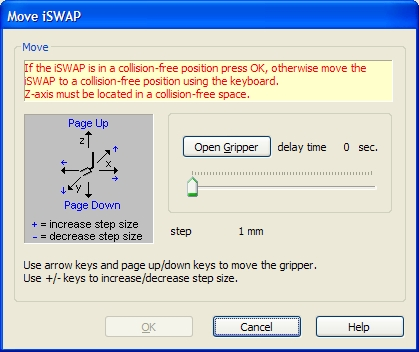 Move iSWAP
Move
If the iSWAP is in a collision-free position press OK, otherwise move the
iSWAP to a collision-free position using the keyboard.
Z-axis must be located in a collision-free space.
Page Up
z
x
y
Page Down
+ = increase step size
- = decrease step size
Open Gripper delay time 0 sec.
step 1 mm
Use arrow keys and page up/down keys to move the gripper.
Use +/- keys to increase/decrease step size.
OK Cancel Help